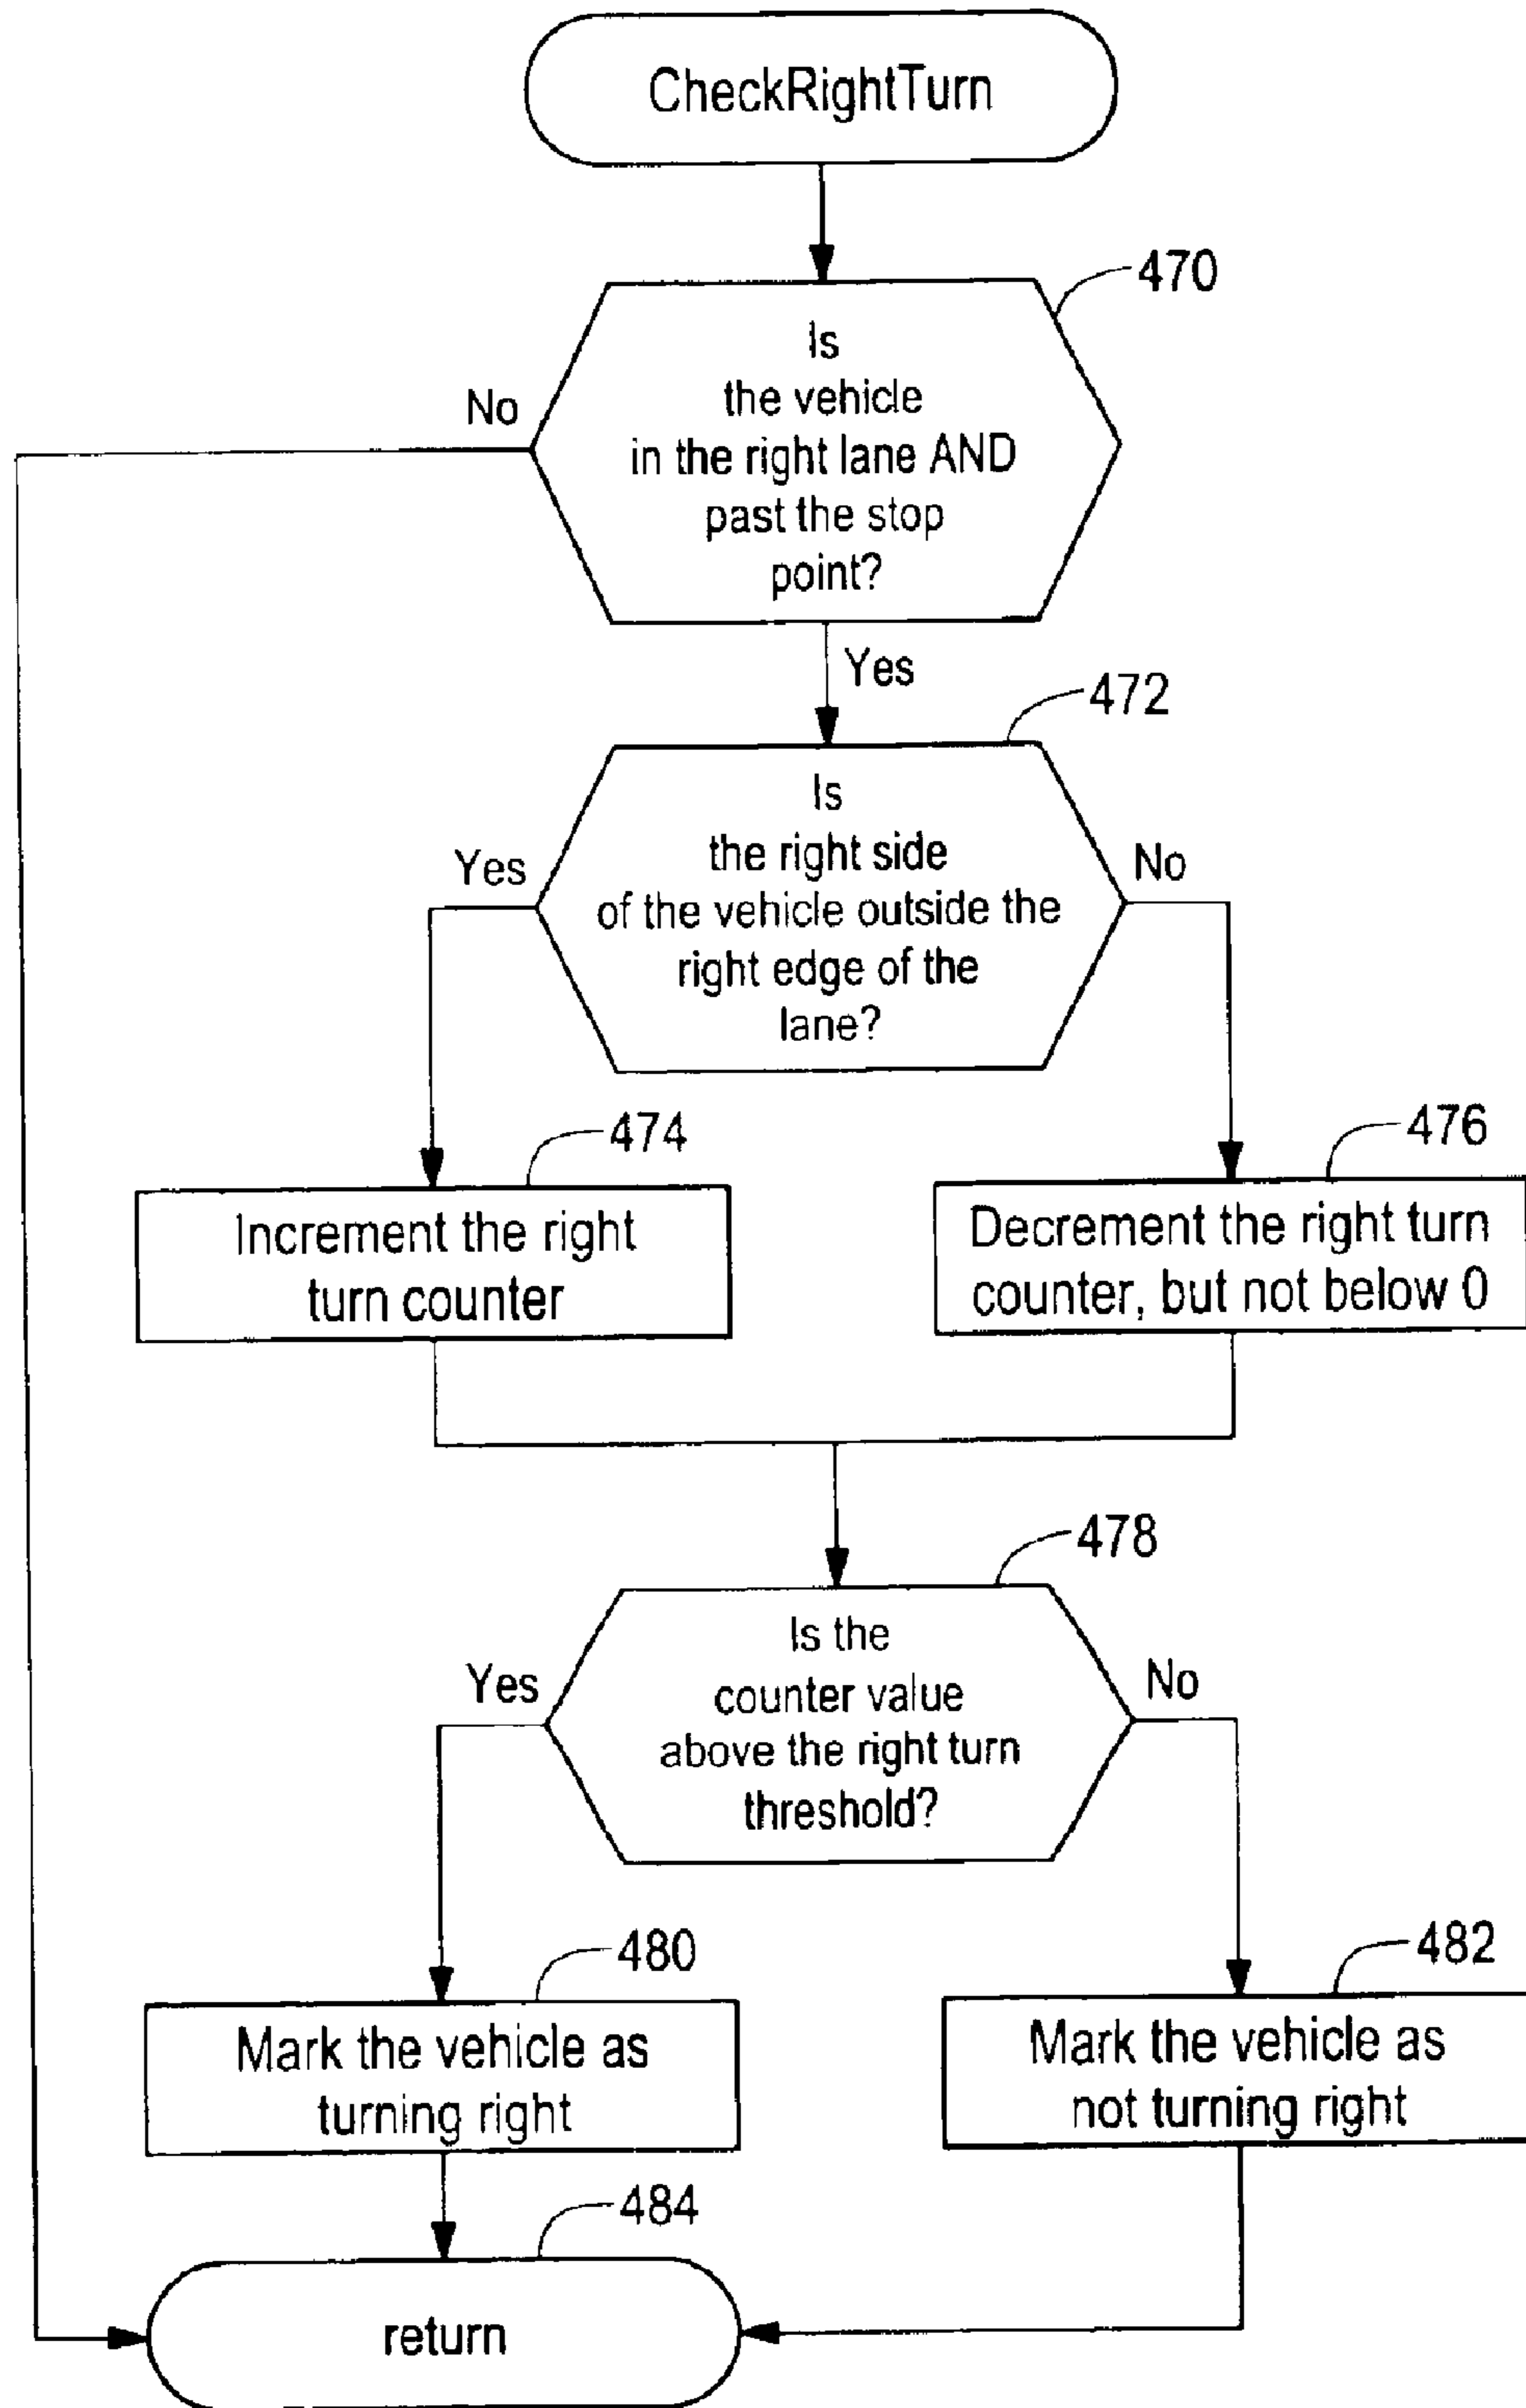 CheckRightTurn
470
Is
the vehicle
in the right lane AND
past the stop
point?
No
Yes
472
Is
the right side
of the vehicle outside the
right edge of the
lane?
Yes
No
474
Increment the right
turn counter
476
Decrement the right turn
counter, but not below 0
478
Is the
counter value
above the right turn
threshold?
Yes
No
480
Mark the vehicle as
turning right
482
Mark the vehicle as
not turning right
484
return